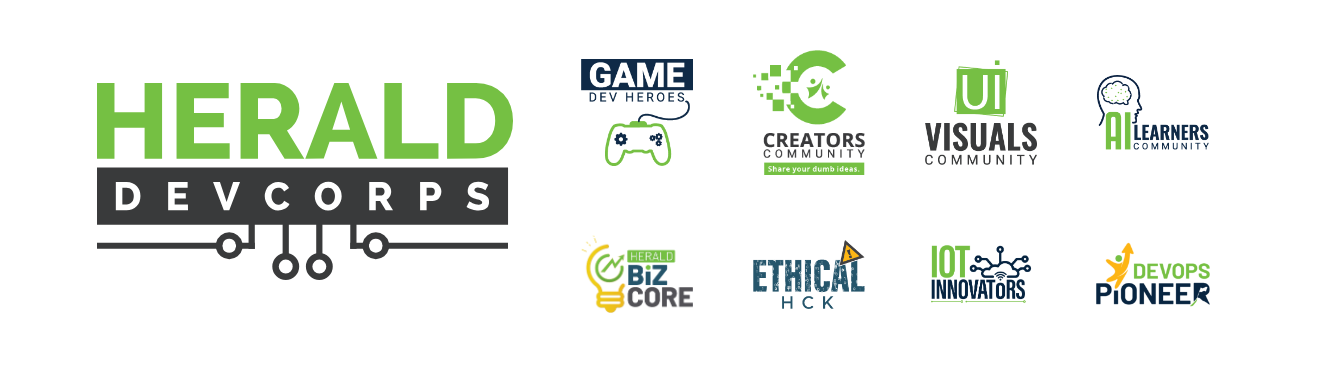 HERALD
DEVCORPS
GAME
DEV HEROES
C
CREATORS
COMMUNITY
Share your dumb ideas.
UI
VISUALS
COMMUNITY
AI LEARNERS
COMMUNITY
HERALD
BiZ
CORE
ETHICAL
HCK
IOT
INNOVATORS
DEVOPS
PiONEER